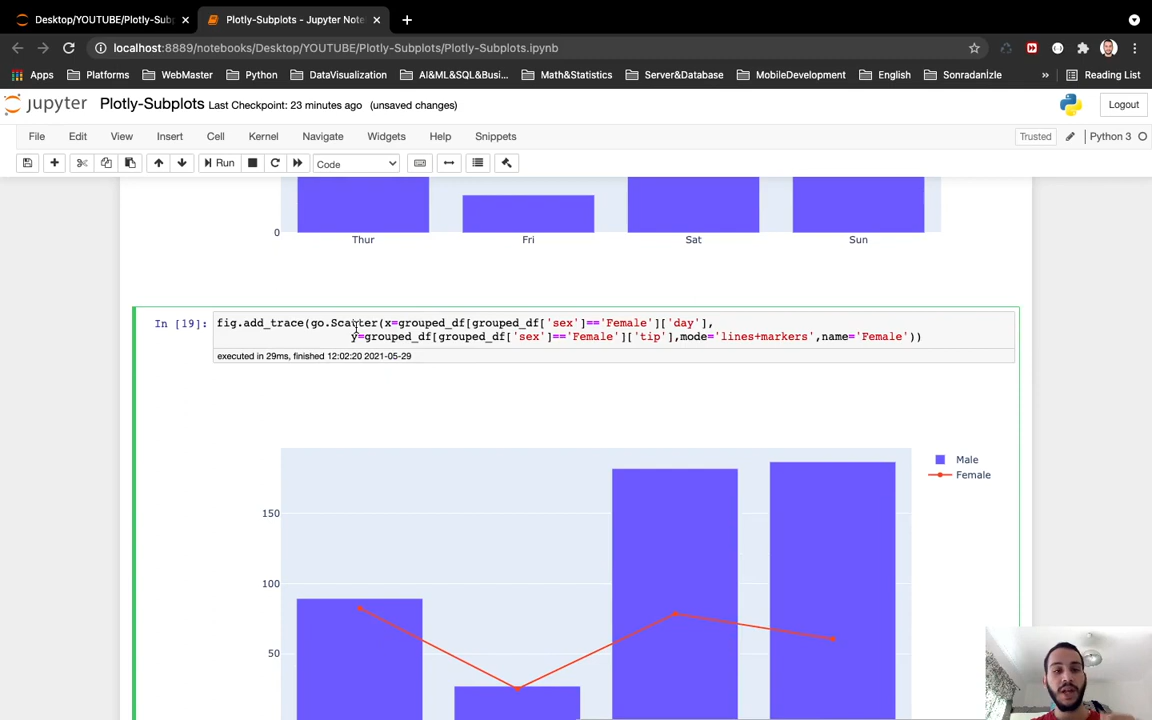 Desktop/YOUTUBE/Plotly-Subp
Plotly-Subplots - Jupyter Note
localhost:8889/notebooks/Desktop/YOUTUBE/Plotly-Subplots/Plotly-Subplots.ipynb
Apps Platforms WebMaster Python DataVisualization AI&ML&SQL&Busi... Math&Statistics Server&Database MobileDevelopment English Sonradanİzle » Reading List
jupyter Plotly-Subplots Last Checkpoint: 23 minutes ago (unsaved changes) Logout
File Edit View Insert Cell Kernel Navigate Widgets Help Snippets Trusted Python 3
Run Code
0
Thur Fri Sat Sun
In [19]: fig.add_trace(go.Scatter(x=grouped_df[grouped_df['sex']=='Female']['day'],
y=grouped_df[grouped_df['sex']=='Female']['tip'],mode='lines+markers',name='Female'))
executed in 29ms, finished 12:02:20 2021-05-29
Male
Female
150
100
50